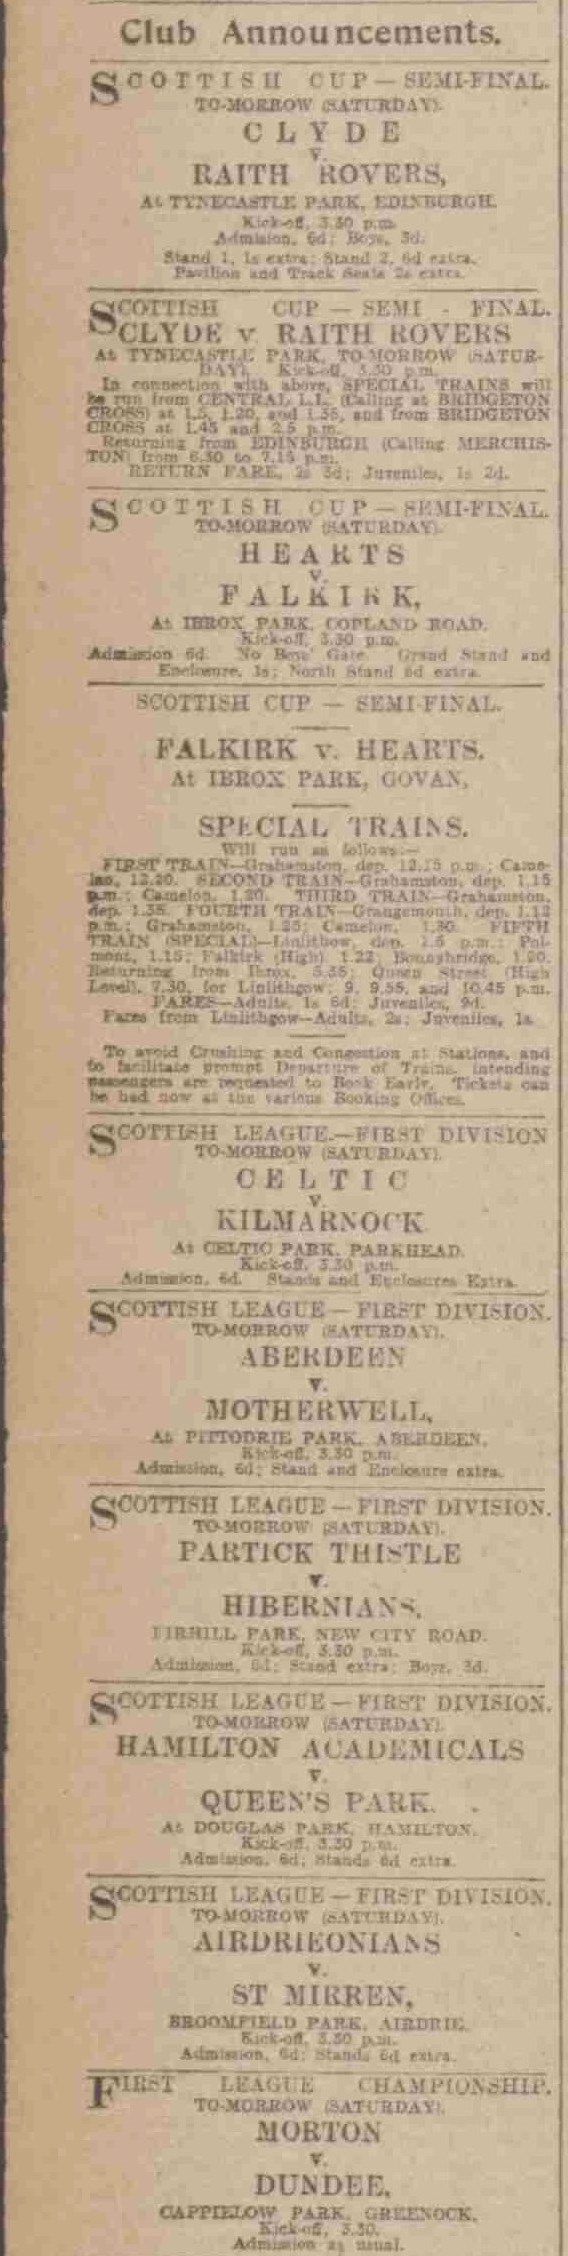 Club Announcements.
SCOTTISH CUP — SEMI-FINAL.
TO-MORROW (SATURDAY).
CLYDE
v.
RAITH ROVERS,
At TYNECASTLE PARK, EDINBURGH.
Kick-off, 3.30 p.m.
Admision, 6d; Boys, 3d.
Stand 1, 1s extra; Stand 2, 6d extra.
Pavilion and Track Seats 2s extra.
SCOTTISH CUP — SEMI - FINAL.
CLYDE v RAITH ROVERS
At TYNECASTLE PARK, TO-MORROW (SATUR-
DAY), Kick-off, 3.30 p.m.
In connection with above, SPECIAL TRAINS will
be run from CENTRAL L.L. (Calling at BRIDGETON
CROSS) at 1.5, 1.20, and 1.35, and from BRIDGETON
CROSS at 1.45 and 2.5 p.m.
Returning from EDINBURGH (Calling MERCHIS-
TON) from 6.30 to 7.15 p.m.
RETURN FARE, 2s 3d; Juveniles, 1s 2d.
SCOTTISH CUP — SEMI-FINAL.
TO-MORROW (SATURDAY).
HEARTS
v.
FALKIRK,
At IBROX PARK, COPLAND ROAD.
Kick-off, 3.30 p.m.
Admission 6d. No Boys' Gate. Grand Stand and
Enclosure, 1s; North Stand 6d extra.
SCOTTISH CUP — SEMI-FINAL.
FALKIRK v. HEARTS.
At IBROX PARK, GOVAN,
SPECIAL TRAINS.
Will run as follows:—
FIRST TRAIN—Grahamston, dep. 12.15 p.m.; Came-
lon, 12.20. SECOND TRAIN—Grahamston, dep. 1.15
p.m.; Camelon, 1.20. THIRD TRAIN—Grahamston,
dep. 1.35. FOURTH TRAIN—Grangemouth, dep. 1.12
p.m.; Grahamston, 1.25; Camelon, 1.30. FIFTH
TRAIN (SPECIAL)—Linlithgow, dep. 1.5 p.m.; Pol-
mont, 1.15; Falkirk (High) 1.22; Bonnybridge, 1.30.
Returning from Ibrox, 5.35; Queen Street (High
Level), 7.30, for Linlithgow; 9, 9.55, and 10.45 p.m.
FARES—Adults, 1s 6d; Juveniles, 9d.
Fares from Linlithgow—Adults, 2s; Juveniles, 1s.
To avoid Crushing and Congestion at Stations, and
to facilitate prompt Departure of Trains, intending
passengers are requested to Book Early. Tickets can
be had now at the various Booking Offices.
SCOTTISH LEAGUE.—FIRST DIVISION
TO-MORROW (SATURDAY).
CELTIC
v.
KILMARNOCK
At CELTIC PARK, PARKHEAD.
Kick-off, 3.30 p.m.
Admission, 6d. Stands and Enclosures Extra.
SCOTTISH LEAGUE — FIRST DIVISION.
TO-MORROW (SATURDAY).
ABERDEEN
v.
MOTHERWELL,
At PITTODRIE PARK, ABERDEEN,
Kick-off, 3.30 p.m.
Admission, 6d; Stand and Enclosure extra.
SCOTTISH LEAGUE — FIRST DIVISION.
TO-MORROW (SATURDAY).
PARTICK THISTLE
v.
HIBERNIANS,
FIRHILL PARK, NEW CITY ROAD.
Kick-off, 3.30 p.m.
Admission, 6d; Stand extra; Boys, 3d.
SCOTTISH LEAGUE — FIRST DIVISION.
TO-MORROW (SATURDAY).
HAMILTON ACADEMICALS
v.
QUEEN'S PARK.
At DOUGLAS PARK, HAMILTON.
Kick-off, 3.30 p.m.
Admission, 6d; Stands 6d extra.
SCOTTISH LEAGUE — FIRST DIVISION.
TO-MORROW (SATURDAY).
AIRDRIEONIANS
v.
ST MIRREN,
BROOMFIELD PARK, AIRDRIE.
Kick-off, 3.30 p.m.
Admission, 6d; Stands 6d extra.
FIRST LEAGUE CHAMPIONSHIP.
TO-MORROW (SATURDAY).
MORTON
v.
DUNDEE,
CAPPIELOW PARK, GREENOCK.
Kick-off, 3.30.
Admission as usual.